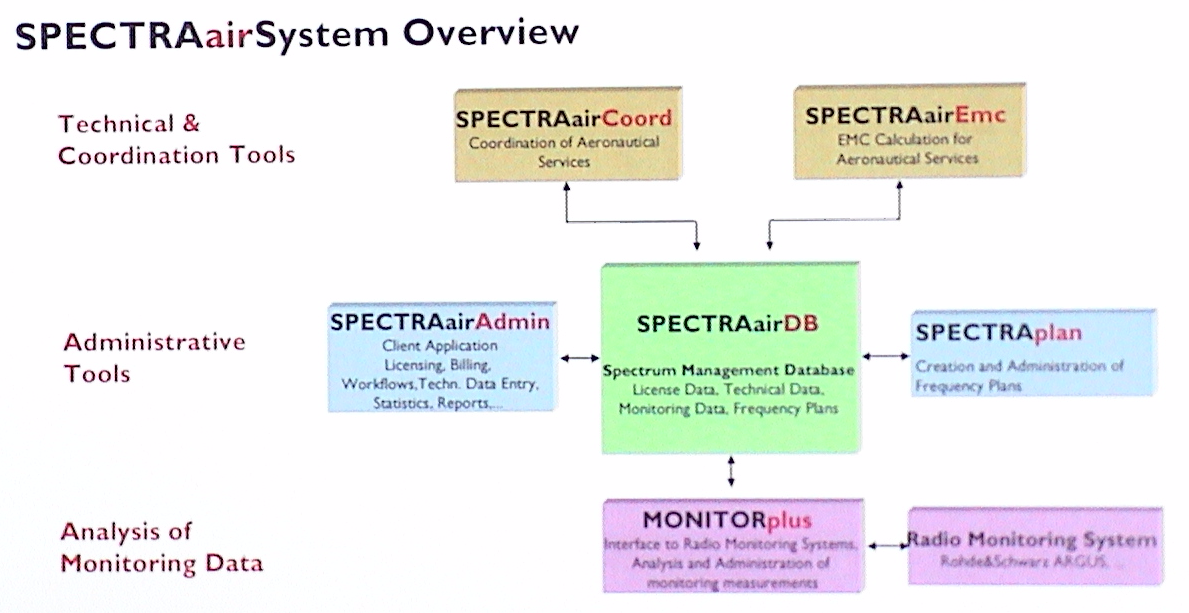 SPECTRAairSystem Overview
Technical &
Coordination Tools
SPECTRAairCoord
Coordination of Aeronautical
Services
SPECTRAairEmc
EMC Calculation for
Aeronautical Services
Administrative
Tools
SPECTRAairAdmin
Client Application
Licensing, Billing,
Workflows,Techn. Data Entry,
Statistics, Reports,...
SPECTRAairDB
Spectrum Management Database
License Data, Technical Data,
Monitoring Data, Frequency Plans
SPECTRAplan
Creation and Administration of
Frequency Plans
Analysis of
Monitoring Data
MONITORplus
Interface to Radio Monitoring Systems,
Analysis and Administration of
monitoring measurements
Radio Monitoring System
Rohde&Schwarz ARGUS, ...